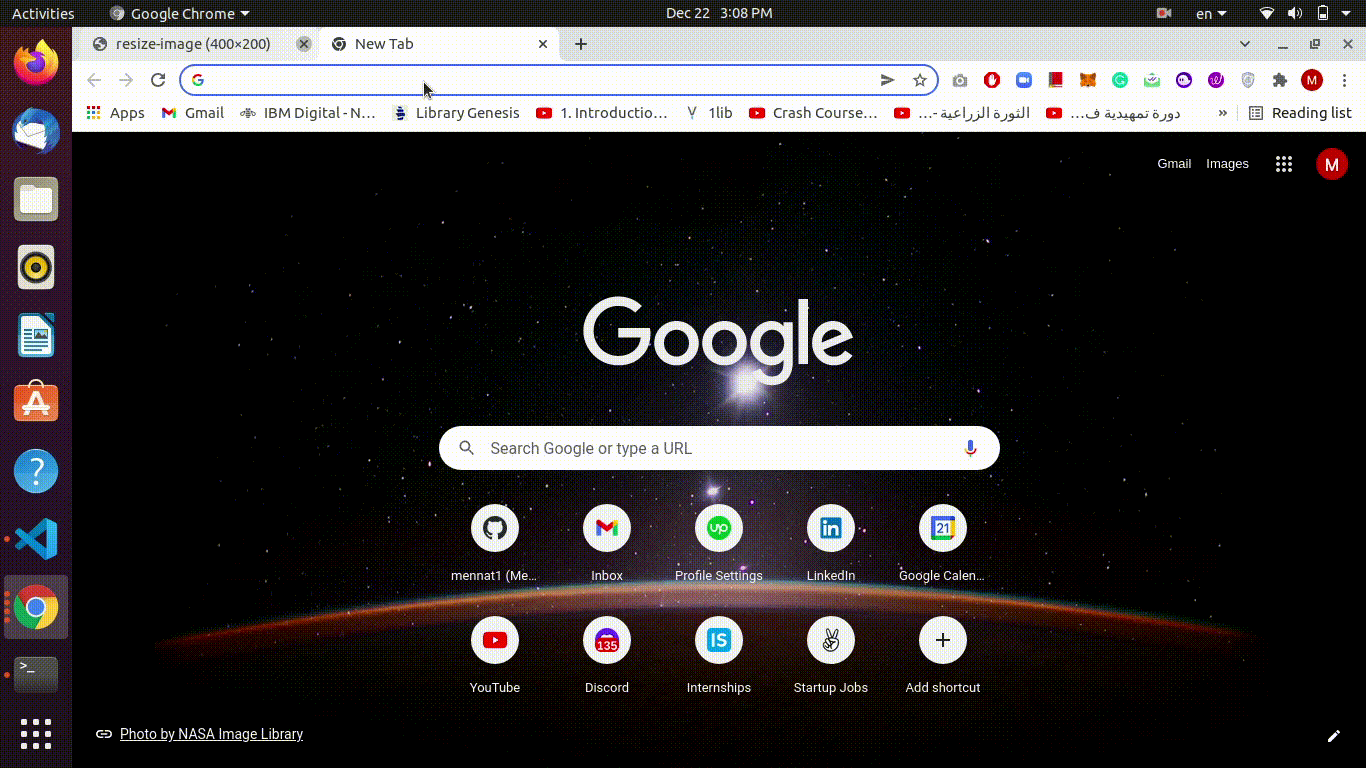 Activities Google Chrome Dec 22 3:08 PM en
resize-image (400×200) New Tab
Apps Gmail IBM Digital - N… Library Genesis 1. Introductio… 1lib Crash Course… الثورة الزراعية -… دورة تمهيدية ف… » Reading list
Gmail Images M
Google
Search Google or type a URL
mennat1 (Me… Inbox Profile Settings LinkedIn Google Calen…
YouTube Discord Internships Startup Jobs Add shortcut
Photo by NASA Image Library